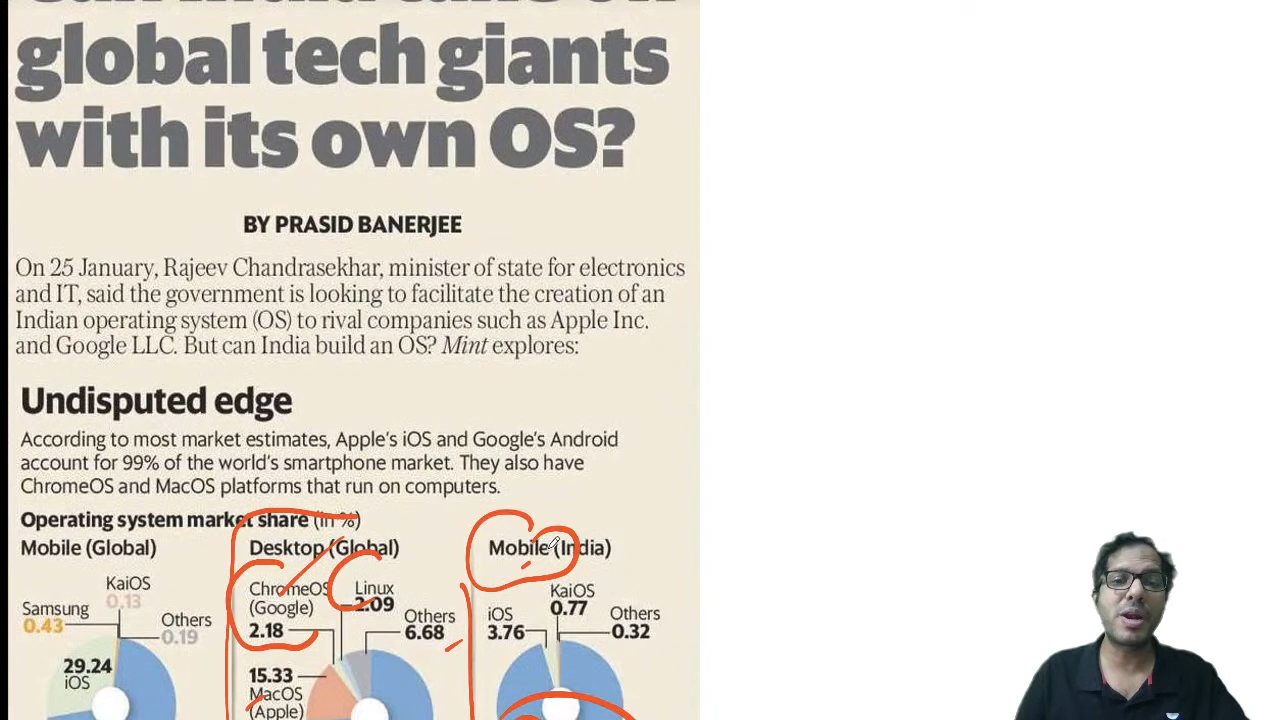 global tech giants
with its own OS?
BY PRASID BANERJEE
On 25 January, Rajeev Chandrasekhar, minister of state for electronics
and IT, said the government is looking to facilitate the creation of an
Indian operating system (OS) to rival companies such as Apple Inc.
and Google LLC. But can India build an OS? Mint explores:
Undisputed edge
According to most market estimates, Apple's iOS and Google's Android
account for 99% of the world's smartphone market. They also have
ChromeOS and MacOS platforms that run on computers.
Operating system market share (in %)
Mobile (Global)
KaiOS
0.13
Samsung
0.43
Others
0.19
29.24
iOS
Desktop (Global)
ChromeOS
(Google)
2.18
Linux
2.09
Others
6.68
15.33
MacOS
(Apple)
Mobile (India)
KaiOS
0.77
iOS
3.76
Others
0.32